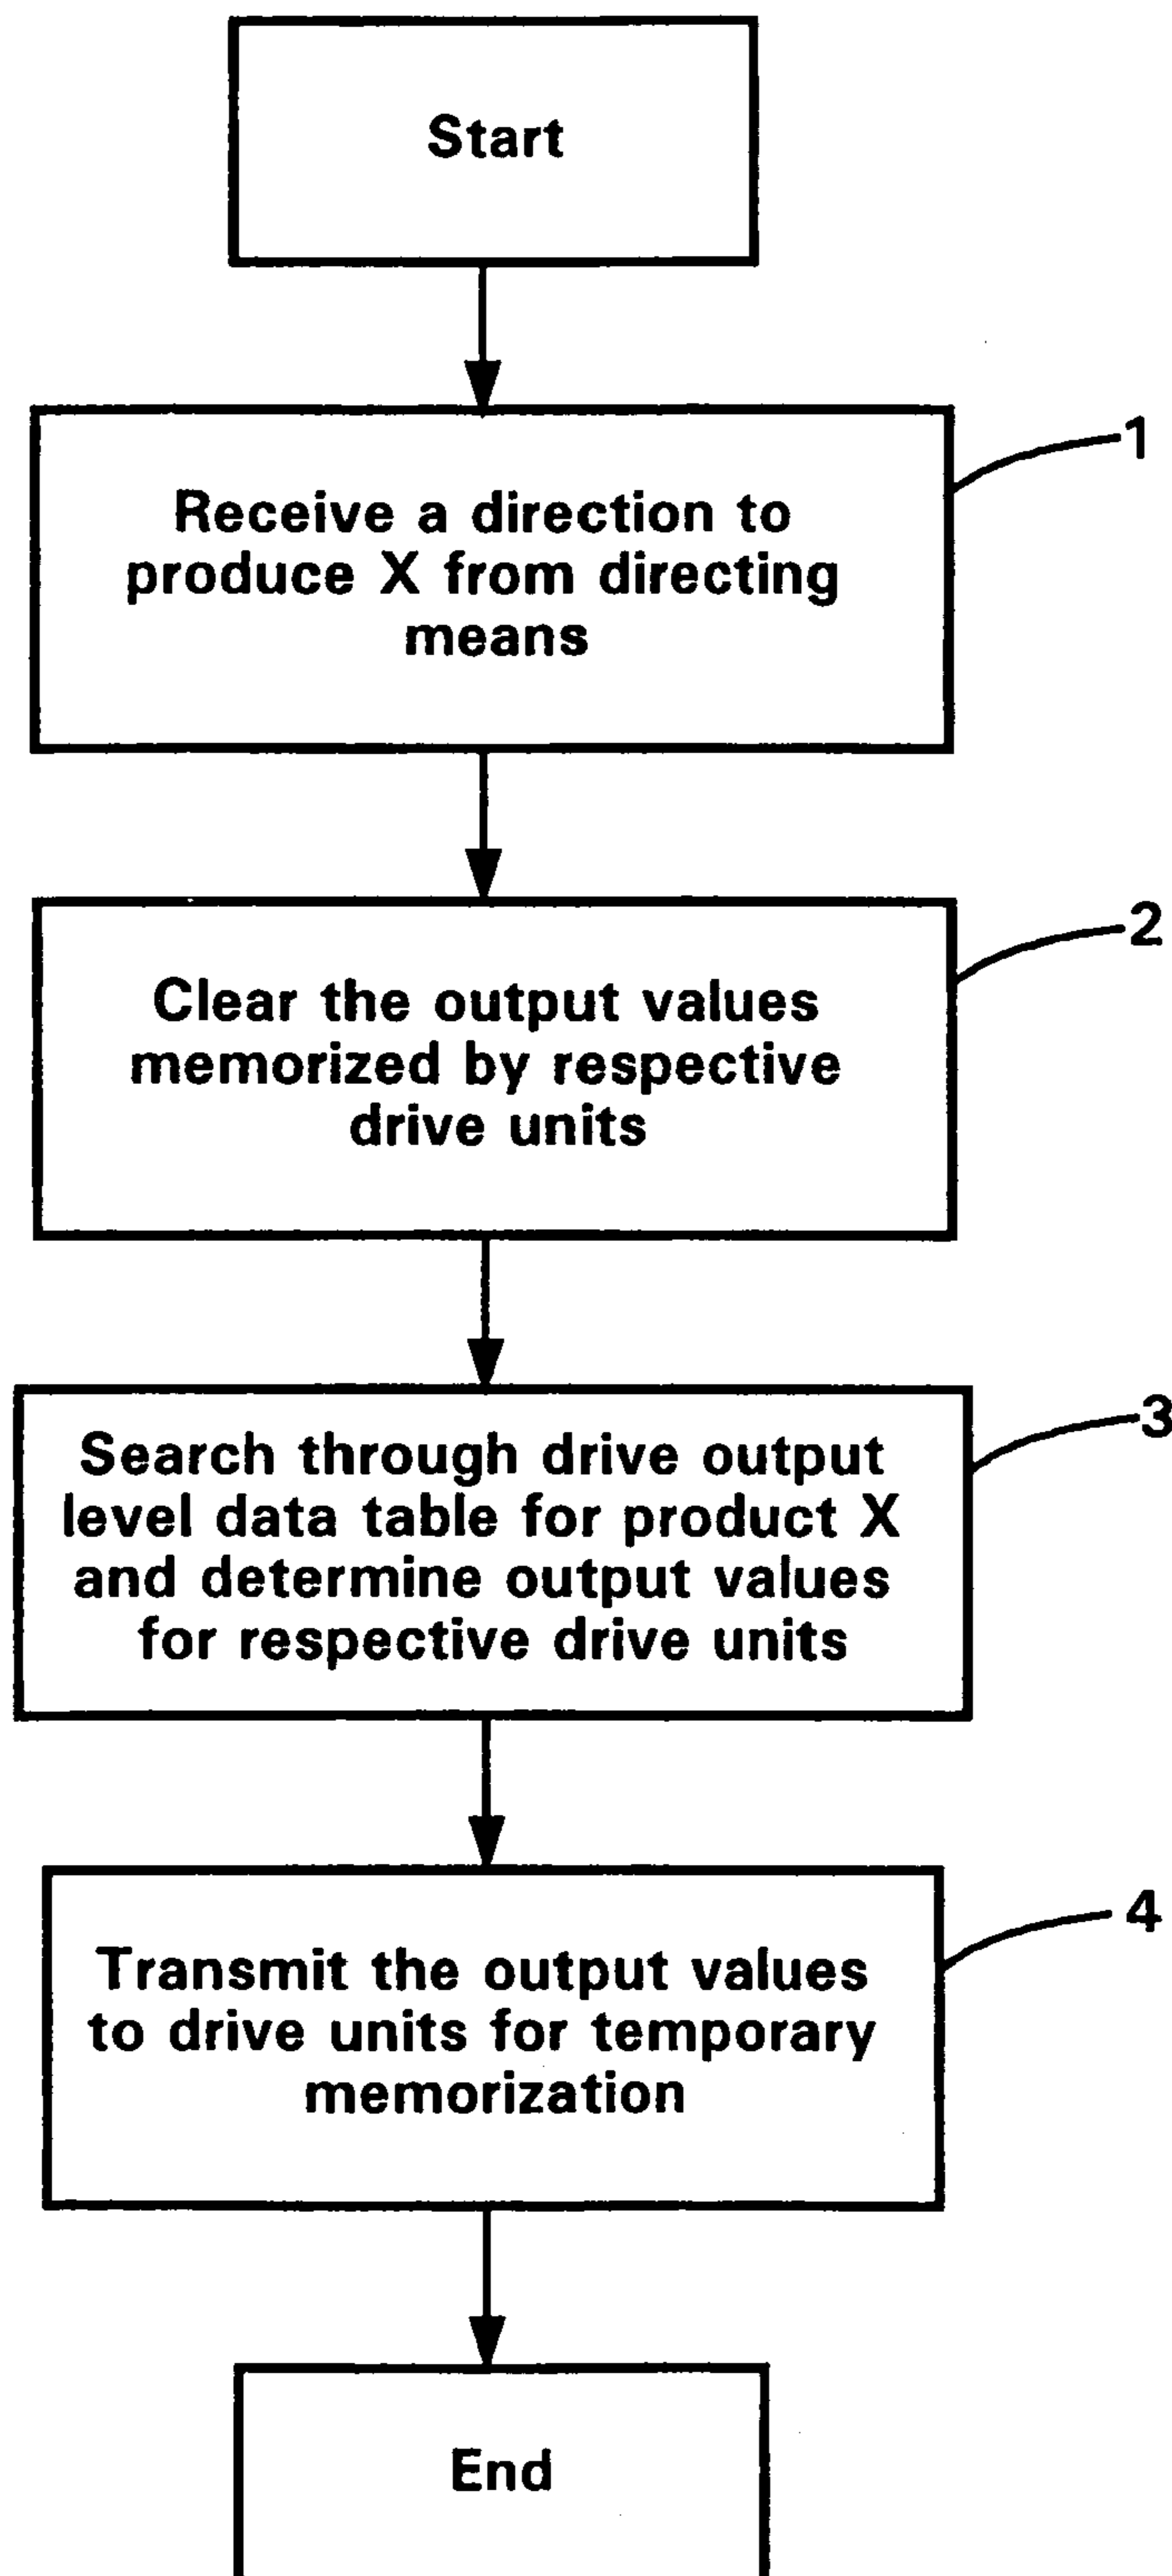 Start
1
Receive a direction to
produce X from directing
means
2
Clear the output values
memorized by respective
drive units
3
Search through drive output
level data table for product X
and determine output values
for respective drive units
4
Transmit the output values
to drive units for temporary
memorization
End